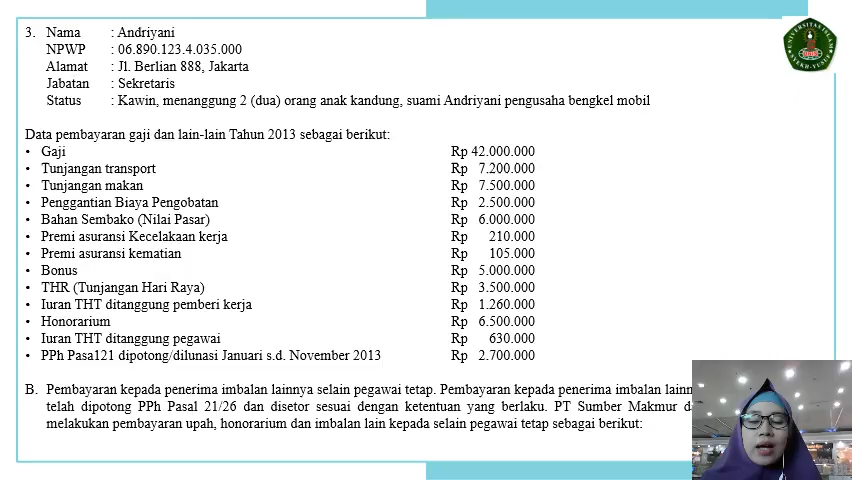 3. Nama : Andriyani
NPWP : 06.890.123.4.035.000
Alamat : Jl. Berlian 888, Jakarta
Jabatan : Sekretaris
Status : Kawin, menanggung 2 (dua) orang anak kandung, suami Andriyani pengusaha bengkel mobil
Data pembayaran gaji dan lain-lain Tahun 2013 sebagai berikut:
• Gaji Rp 42.000.000
• Tunjangan transport Rp 7.200.000
• Tunjangan makan Rp 7.500.000
• Penggantian Biaya Pengobatan Rp 2.500.000
• Bahan Sembako (Nilai Pasar) Rp 6.000.000
• Premi asuransi Kecelakaan kerja Rp 210.000
• Premi asuransi kematian Rp 105.000
• Bonus Rp 5.000.000
• THR (Tunjangan Hari Raya) Rp 3.500.000
• Iuran THT ditanggung pemberi kerja Rp 1.260.000
• Honorarium Rp 6.500.000
• Iuran THT ditanggung pegawai Rp 630.000
• PPh Pasa121 dipotong/dilunasi Januari s.d. November 2013 Rp 2.700.000
B. Pembayaran kepada penerima imbalan lainnya selain pegawai tetap. Pembayaran kepada penerima imbalan
telah dipotong PPh Pasal 21/26 dan disetor sesuai dengan ketentuan yang berlaku. PT Sumber Makmur
melakukan pembayaran upah, honorarium dan imbalan lain kepada selain pegawai tetap sebagai berikut:
UNIVERSITAS ISLAM
SYEKH-YUSUF